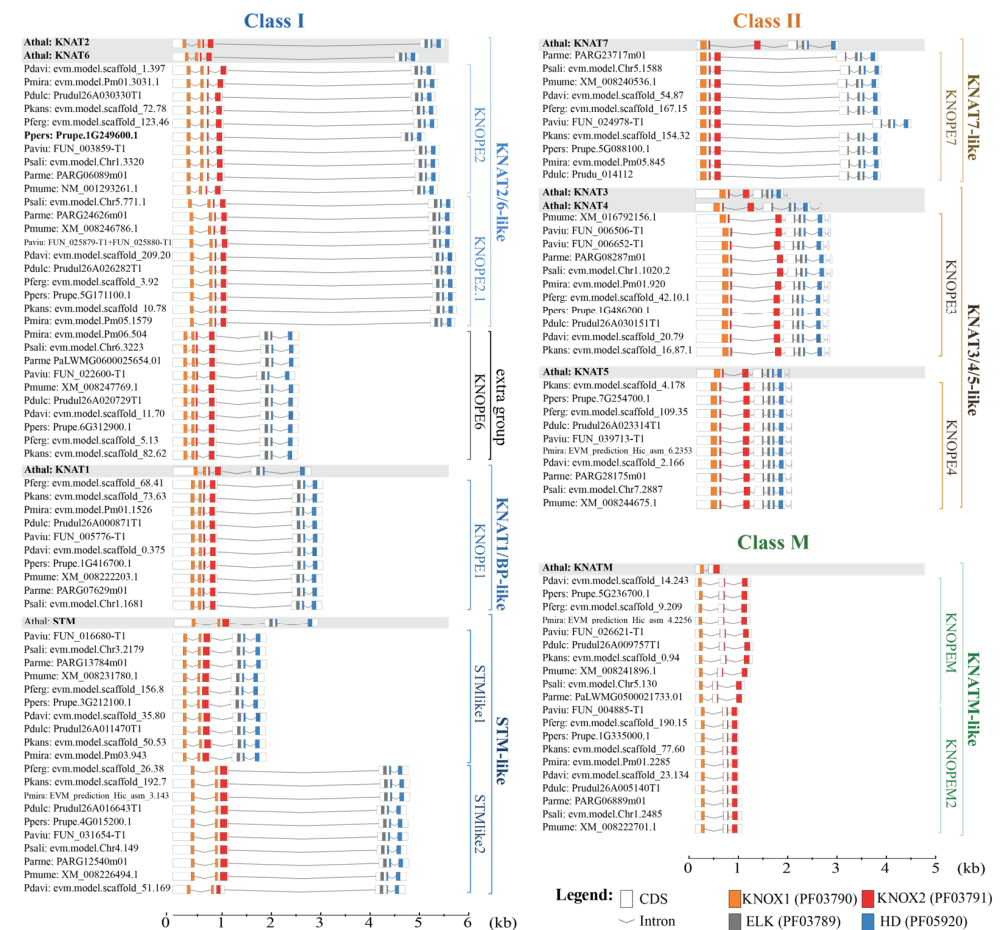 Class I
Athal: KNAT2
Athal: KNAT6
Pdavi: evm.model.scaffold_1.397
Pmira: evm.model.Pm01.3031.1
Pdulc: Prudul26A030330T1
Pkans: evm.model.scaffold_72.78
Pferg: evm.model.scaffold_123.46
Ppers: Prupe.1G249600.1
Paviu: FUN_003859-T1
Psali: evm.model.Chr1.3320
Parme: PARG06089m01
Pmume: NM_001293261.1
KNOPE2
Psali: evm.model.Chr5.771.1
Parme: PARG24626m01
Pmume: XM_008246786.1
Paviu: FUN_025879-T1+FUN_025880-T1
Pdavi: evm.model.scaffold_209.20
Pdulc: Prudul26A026282T1
Pferg: evm.model.scaffold_3.92
Ppers: Prupe.5G171100.1
Pkans: evm.model.scaffold_10.78
Pmira: evm.model.Pm05.1579
KNOPE2.1
KNAT2/6-like
Pmira: evm.model.Pm06.504
Psali: evm.model.Chr6.3223
Parme PaLWMG0600025654.01
Paviu: FUN_022600-T1
Pmume: XM_008247769.1
Pdulc: Prudul26A020729T1
Pdavi: evm.model.scaffold_11.70
Ppers: Prupe.6G312900.1
Pferg: evm.model.scaffold_5.13
Pkans: evm.model.scaffold_82.62
KNOPE6
extra group
Athal: KNAT1
Pferg: evm.model.scaffold_68.41
Pkans: evm.model.scaffold_73.63
Pmira: evm.model.Pm01.1526
Pdulc: Prudul26A000871T1
Paviu: FUN_005776-T1
Pdavi: evm.model.scaffold_0.375
Ppers: Prupe.1G416700.1
Pmume: XM_008222203.1
Parme: PARG07629m01
Psali: evm.model.Chr1.1681
KNOPE1
KNAT1/BP-like
Athal: STM
Paviu: FUN_016680-T1
Psali: evm.model.Chr3.2179
Parme: PARG13784m01
Pmume: XM_008231780.1
Pferg: evm.model.scaffold_156.8
Ppers: Prupe.3G212100.1
Pdavi: evm.model.scaffold_35.80
Pdulc: Prudul26A011470T1
Pkans: evm.model.scaffold_50.53
Pmira: evm.model.Pm03.943
STMlike1
Pferg: evm.model.scaffold_26.38
Pkans: evm.model.scaffold_192.7
Pmira: EVM_prediction_Hic_asm_3.143
Pdulc: Prudul26A016643T1
Ppers: Prupe.4G015200.1
Paviu: FUN_031654-T1
Psali: evm.model.Chr4.149
Parme: PARG12540m01
Pmume: XM_008226494.1
Pdavi: evm.model.scaffold_51.169
STMlike2
STM-like
0 1 2 3 4 5 6 (kb)
Class II
Athal: KNAT7
Parme: PARG23717m01
Psali: evm.model.Chr5.1588
Pmume: XM_008240536.1
Pdavi: evm.model.scaffold_54.87
Pferg: evm.model.scaffold_167.15
Paviu: FUN_024978-T1
Pkans: evm.model.scaffold_154.32
Ppers: Prupe.5G088100.1
Pmira: evm.model.Pm05.845
Pdulc: Prudu_014112
KNOPE7
KNAT7-like
Athal: KNAT3
Athal: KNAT4
Pmume: XM_016792156.1
Paviu: FUN_006506-T1
Paviu: FUN_006652-T1
Parme: PARG08287m01
Psali: evm.model.Chr1.1020.2
Pmira: evm.model.Pm01.920
Pferg: evm.model.scaffold_42.10.1
Ppers: Prupe.1G486200.1
Pdulc: Prudul26A030151T1
Pdavi: evm.model.scaffold_20.79
Pkans: evm.model.scaffold_16.87.1
KNOPE3
Athal: KNAT5
Pkans: evm.model.scaffold_4.178
Ppers: Prupe.7G254700.1
Pferg: evm.model.scaffold_109.35
Pdulc: Prudul26A023314T1
Paviu: FUN_039713-T1
Pmira: EVM_prediction_Hic_asm_6.2353
Pdavi: evm.model.scaffold_2.166
Parme: PARG28175m01
Psali: evm.model.Chr7.2887
Pmume: XM_008244675.1
KNOPE4
KNAT3/4/5-like
Class M
Athal: KNATM
Pdavi: evm.model.scaffold_14.243
Ppers: Prupe.5G236700.1
Pferg: evm.model.scaffold_9.209
Pmira: EVM_prediction_Hic_asm_4.2256
Paviu: FUN_026621-T1
Pdulc: Prudul26A009757T1
Pkans: evm.model.scaffold_0.94
Pmume: XM_008241896.1
Psali: evm.model.Chr5.130
Parme: PaLWMG0500021733.01
KNOPEM
Paviu: FUN_004885-T1
Pferg: evm.model.scaffold_190.15
Ppers: Prupe.1G335000.1
Pkans: evm.model.scaffold_77.60
Pmira: evm.model.Pm01.2285
Pdavi: evm.model.scaffold_23.134
Pdulc: Prudul26A005140T1
Parme: PARG06889m01
Psali: evm.model.Chr1.2485
Pmume: XM_008222701.1
KNOPEM2
KNATM-like
0 1 2 3 4 5 (kb)
Legend: CDS KNOX1 (PF03790) KNOX2 (PF03791)
Intron ELK (PF03789) HD (PF05920)